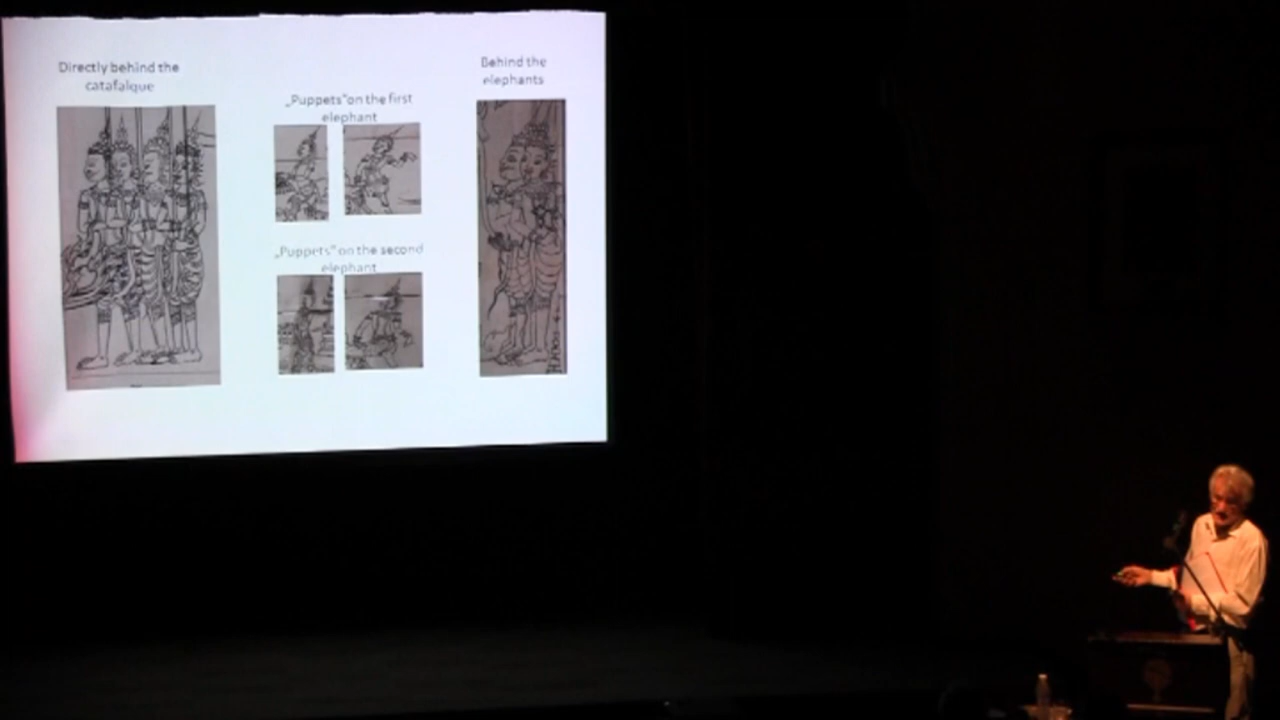 Directly behind the
catafalque
„Puppets“on the first
elephant
„Puppets“ on the second
elephant
Behind the
elephants